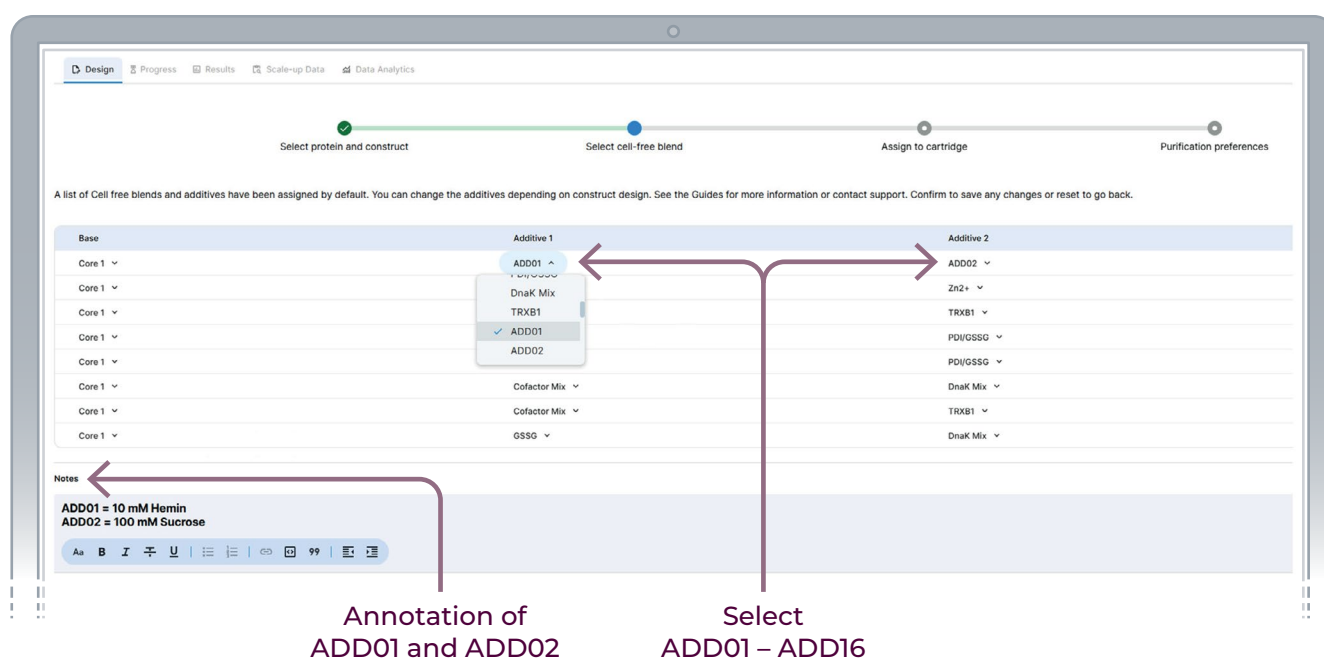 Design Progress Results Scale-up Data Data Analytics
Select protein and construct Select cell-free blend Assign to cartridge Purification preferences
A list of Cell free blends and additives have been assigned by default. You can change the additives depending on construct design. See the Guides for more information or contact support. Confirm to save any changes or reset to go back.
Base Additive 1 Additive 2
Core 1 ADD01 ADD02
Core 1 Zn2+
Core 1 TRXB1
Core 1 PDI/GSSG
Core 1 PDI/GSSG
Core 1 Cofactor Mix DnaK Mix
Core 1 Cofactor Mix TRXB1
Core 1 GSSG DnaK Mix
DnaK Mix
TRXB1
ADD01
ADD02
Notes
ADD01 = 10 mM Hemin
ADD02 = 100 mM Sucrose
Aa B I T U 99
Annotation of
ADD01 and ADD02
Select
ADD01 – ADD16